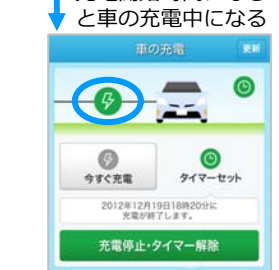 と車の充電中になる
車の充電
更新
今すぐ充電
タイマーセット
2012年12月19日18時20分に
充電が終了します。
充電停止・タイマー解除